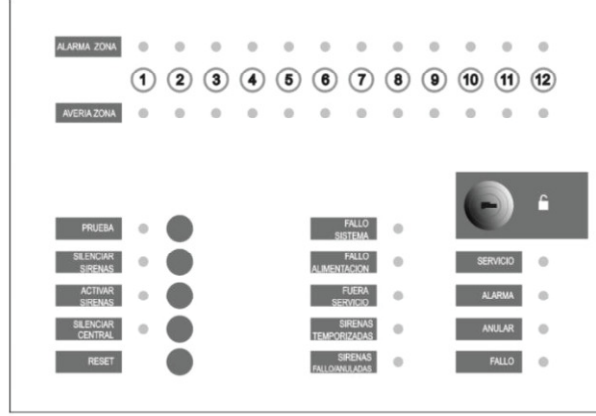 ALARMA ZONA
1 2 3 4 5 6 7 8 9 10 11 12
AVERIA ZONA
PRUEBA
SILENCIAR
SIRENAS
ACTIVAR
SIRENAS
SILENCIAR
CENTRAL
RESET
FALLO
SISTEMA
FALLO
ALIMENTACION
FUERA
SERVICIO
SIRENAS
TEMPORIZADAS
SIRENAS
FALLO/ANULADAS
SERVICIO
ALARMA
ANULAR
FALLO